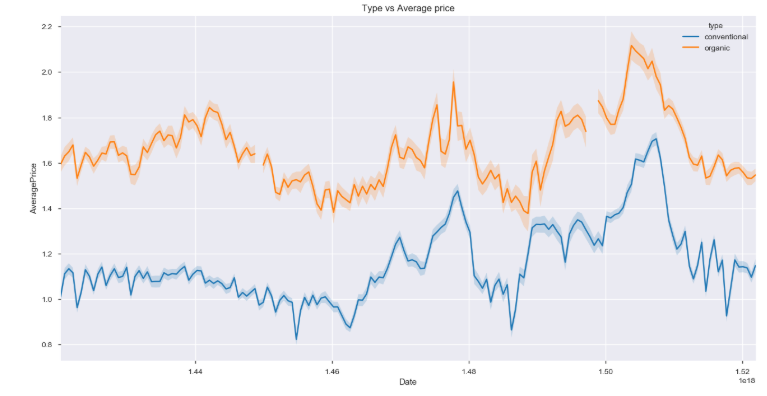 Type vs Average price
type
conventional
organic
AveragePrice
2.2
2.0
1.8
1.6
1.4
1.2
1.0
0.8
1.44
1.46
1.48
1.50
1.52
1e18
Date